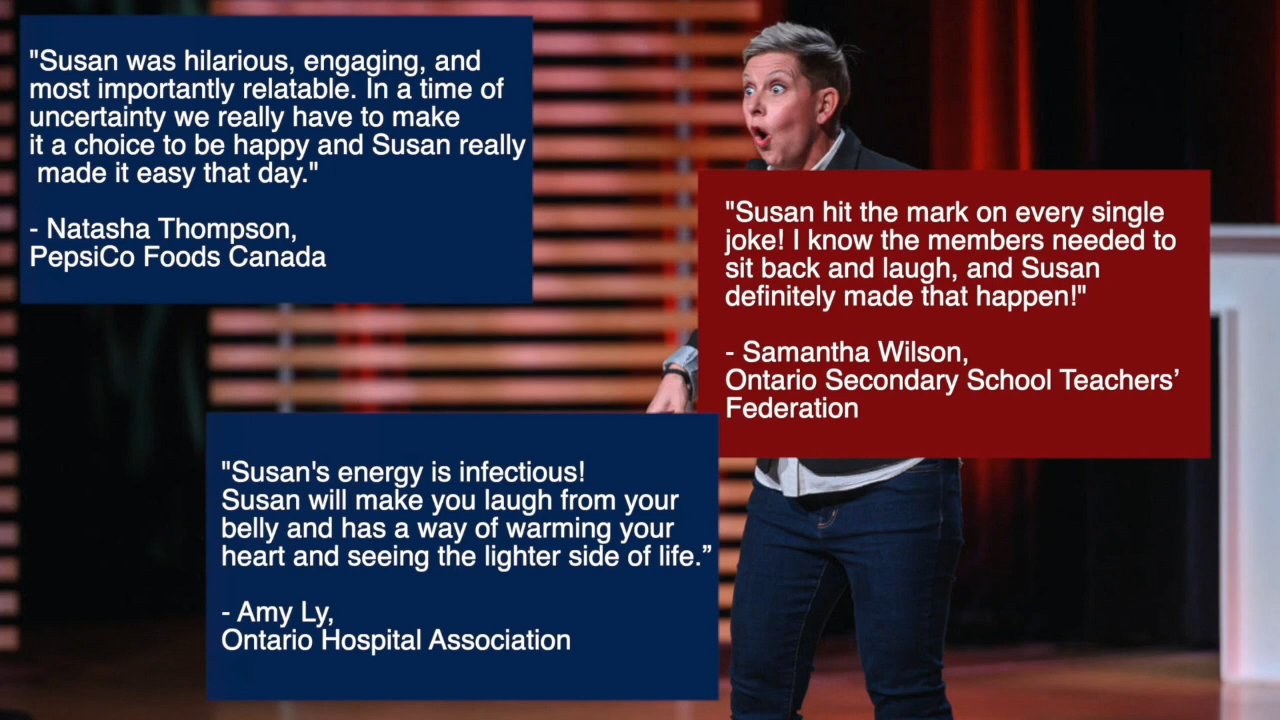 "Susan was hilarious, engaging, and
most importantly relatable. In a time of
uncertainty we really have to make
it a choice to be happy and Susan really
made it easy that day."
- Natasha Thompson,
PepsiCo Foods Canada
"Susan hit the mark on every single
joke! I know the members needed to
sit back and laugh, and Susan
definitely made that happen!"
- Samantha Wilson,
Ontario Secondary School Teachers’
Federation
"Susan's energy is infectious!
Susan will make you laugh from your
belly and has a way of warming your
heart and seeing the lighter side of life.”
- Amy Ly,
Ontario Hospital Association